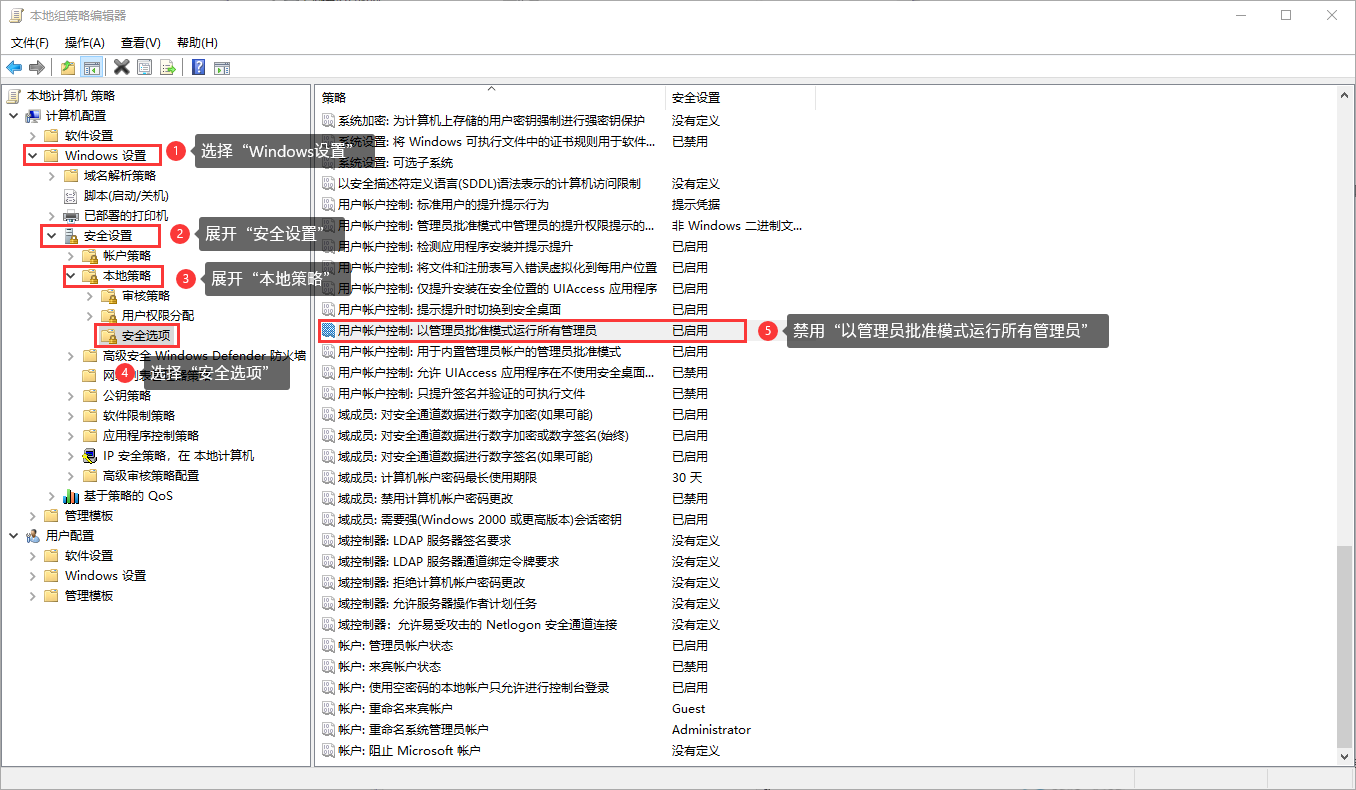 本地组策略编辑器
文件(F) 操作(A) 查看(V) 帮助(H)
本地计算机 策略
计算机配置
软件设置
Windows 设置
域名解析策略
脚本(启动/关机)
已部署的打印机
安全设置
帐户策略
本地策略
审核策略
用户权限分配
安全选项
高级安全 Windows Defender 防火墙
公钥策略
软件限制策略
应用程序控制策略
IP 安全策略，在 本地计算机
高级审核策略配置
基于策略的 QoS
管理模板
用户配置
软件设置
Windows 设置
管理模板
1 选择“Windows设置”
2 展开“安全设置”
3 展开“本地策略”
4 选择“安全选项”
策略 安全设置
系统加密: 为计算机上存储的用户密钥强制进行强密钥保护 没有定义
系统设置: 将 Windows 可执行文件中的证书规则用于软件... 已禁用
系统设置: 可选子系统
以安全描述符定义语言(SDDL)语法表示的计算机访问限制 没有定义
用户帐户控制: 标准用户的提升提示行为 提示凭据
用户帐户控制: 管理员批准模式中管理员的提升权限提示的... 非 Windows 二进制文...
用户帐户控制: 检测应用程序安装并提示提升 已启用
用户帐户控制: 将文件和注册表写入错误虚拟化到每用户位置 已启用
用户帐户控制: 仅提升安装在安全位置的 UIAccess 应用程序 已启用
用户帐户控制: 提示提升时切换到安全桌面 已启用
用户帐户控制: 以管理员批准模式运行所有管理员 已启用
5 禁用“以管理员批准模式运行所有管理员”
用户帐户控制: 用于内置管理员帐户的管理员批准模式 已启用
用户帐户控制: 允许 UIAccess 应用程序在不使用安全桌面... 已禁用
用户帐户控制: 只提升签名并验证的可执行文件 已禁用
域成员: 对安全通道数据进行数字加密(如果可能) 已启用
域成员: 对安全通道数据进行数字加密或数字签名(始终) 已启用
域成员: 对安全通道数据进行数字签名(如果可能) 已启用
域成员: 计算机帐户密码最长使用期限 30 天
域成员: 禁用计算机帐户密码更改 已禁用
域成员: 需要强(Windows 2000 或更高版本)会话密钥 已启用
域控制器: LDAP 服务器签名要求 没有定义
域控制器: LDAP 服务器通道绑定令牌要求 没有定义
域控制器: 拒绝计算机帐户密码更改 没有定义
域控制器: 允许服务器操作者计划任务 没有定义
域控制器：允许易受攻击的 Netlogon 安全通道连接 没有定义
帐户: 管理员帐户状态 已启用
帐户: 来宾帐户状态 已禁用
帐户: 使用空密码的本地帐户只允许进行控制台登录 已启用
帐户: 重命名来宾帐户 Guest
帐户: 重命名系统管理员帐户 Administrator
帐户: 阻止 Microsoft 帐户 没有定义